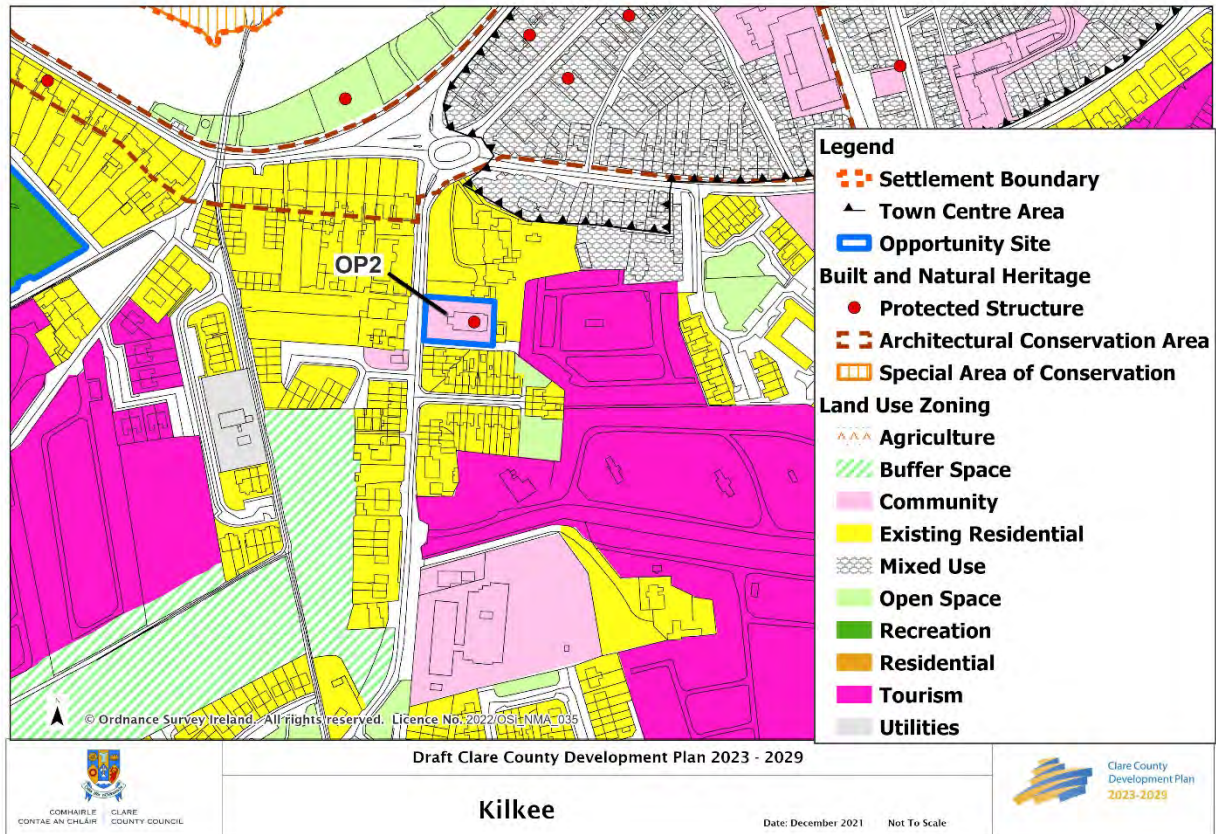 OP2
Legend
Settlement Boundary
Town Centre Area
Opportunity Site
Built and Natural Heritage
Protected Structure
Architectural Conservation Area
Special Area of Conservation
Land Use Zoning
Agriculture
Buffer Space
Community
Existing Residential
Mixed Use
Open Space
Recreation
Residential
Tourism
Utilities
© Ordnance Survey Ireland. All rights reserved. Licence No. 2022/OSi_NMA_035
COMHAIRLE CONTAE AN CHLÁIR
CLARE COUNTY COUNCIL
Draft Clare County Development Plan 2023 - 2029
Kilkee
Date: December 2021 Not To Scale
Clare County
Development Plan
2023-2029